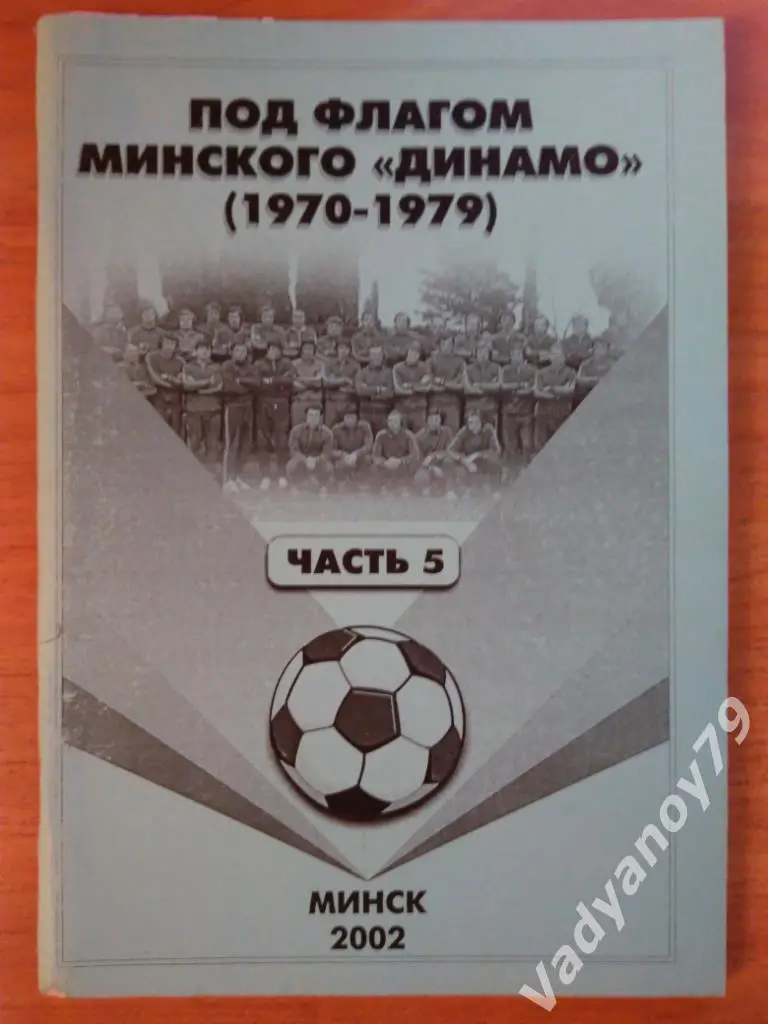 ПОД ФЛАГОМ
МИНСКОГО «ДИНАМО»
(1970-1979)
ЧАСТЬ 5
МИНСК
2002
Vadyanoy79